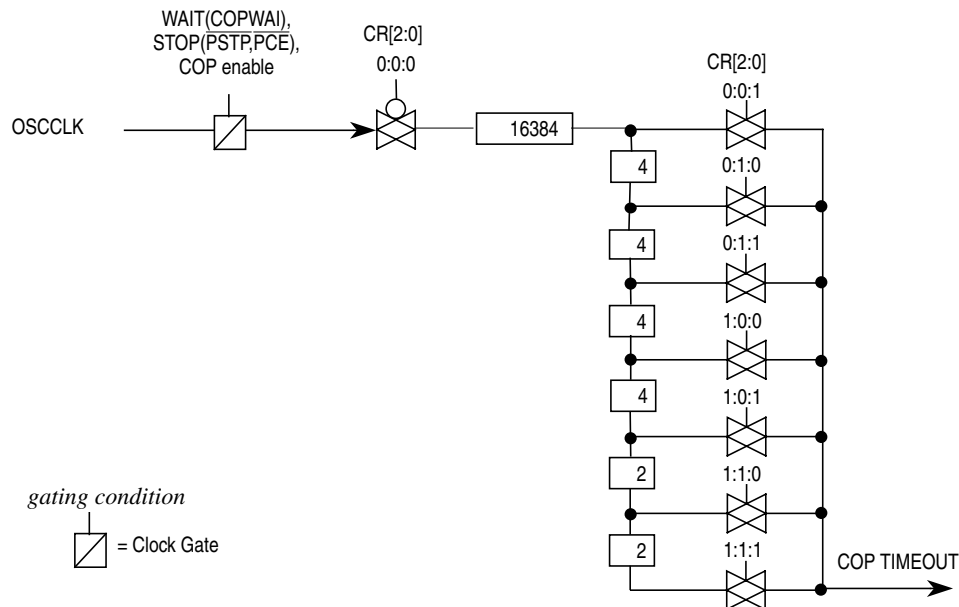 WAIT(COPWAI),
STOP(PSTP,PCE),
COP enable
CR[2:0]
0:0:0
CR[2:0]
0:0:1
OSCCLK
16384
4
0:1:0
4
0:1:1
4
1:0:0
4
1:0:1
2
1:1:0
gating condition
= Clock Gate
2
1:1:1
COP TIMEOUT